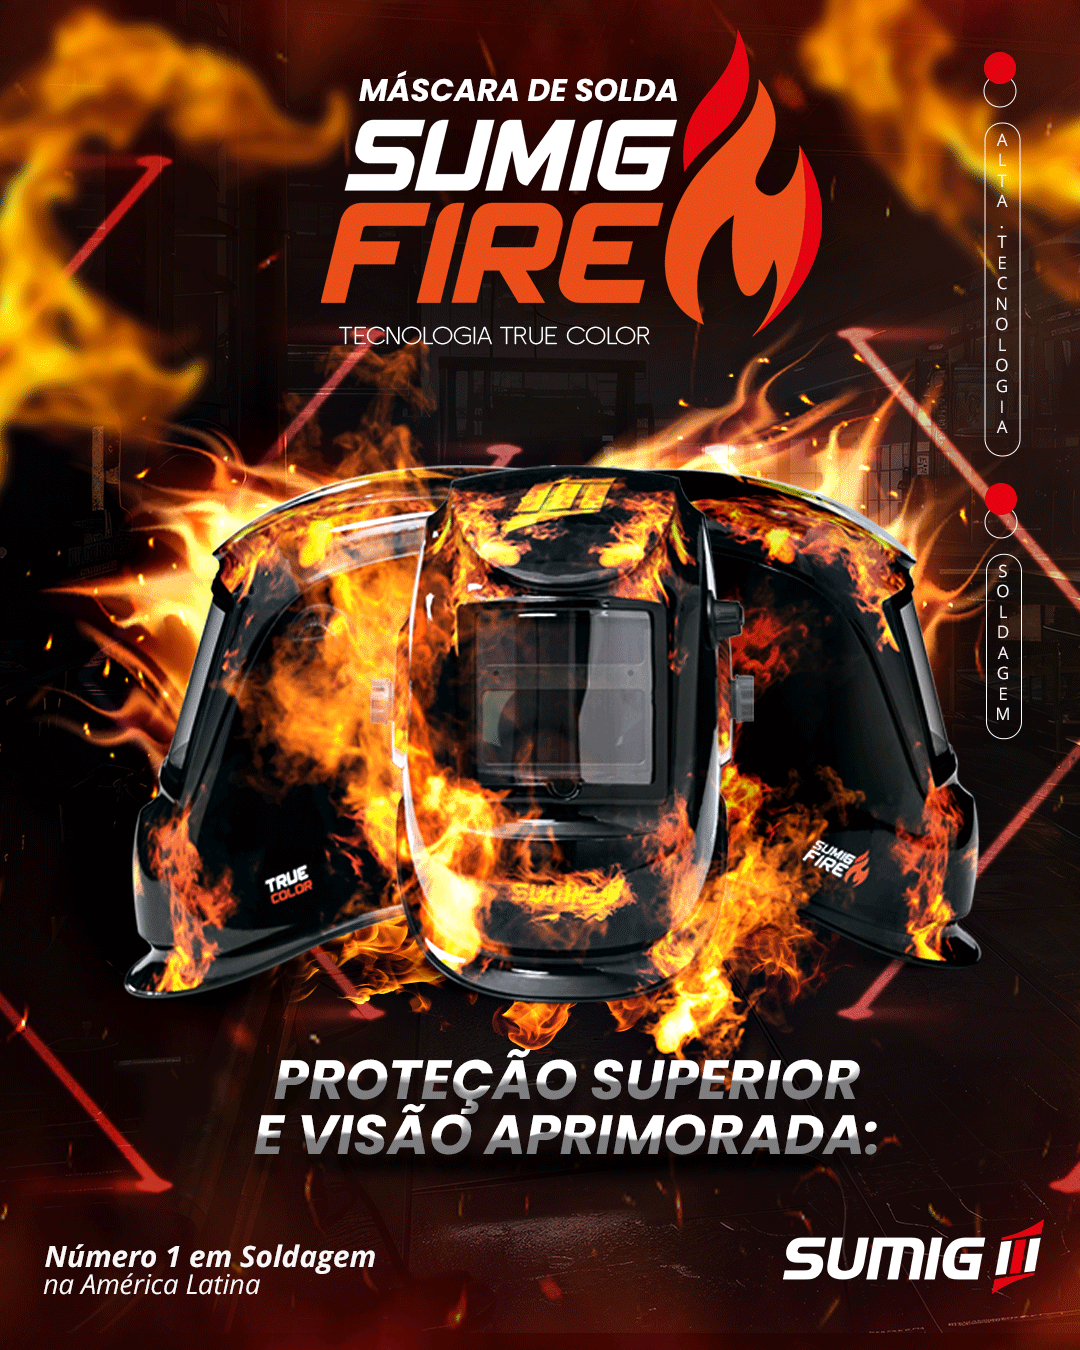 MÁSCARA DE SOLDA
SUMIG
FIRE
TECNOLOGIA TRUE COLOR
ALTA · TECNOLOGIA
SOLDAGEM
TRUE
COLOR
SUMIG
SUMIG
FIRE
PROTEÇÃO SUPERIOR
E VISÃO APRIMORADA:
Número 1 em Soldagem
na América Latina
SUMIG